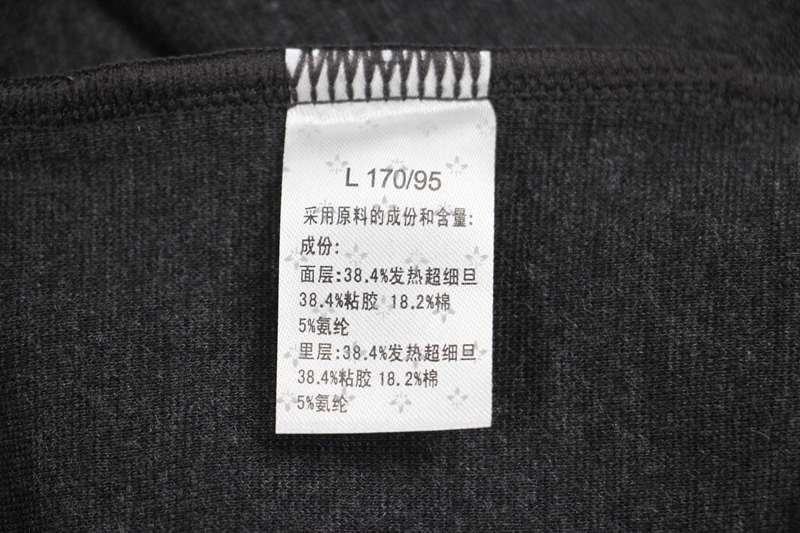 L 170/95
采用原料的成份和含量:
成份:
面层:38.4%发热超细旦
38.4%粘胶 18.2%棉
5%氨纶
里层:38.4%发热超细旦
38.4%粘胶 18.2%棉
5%氨纶